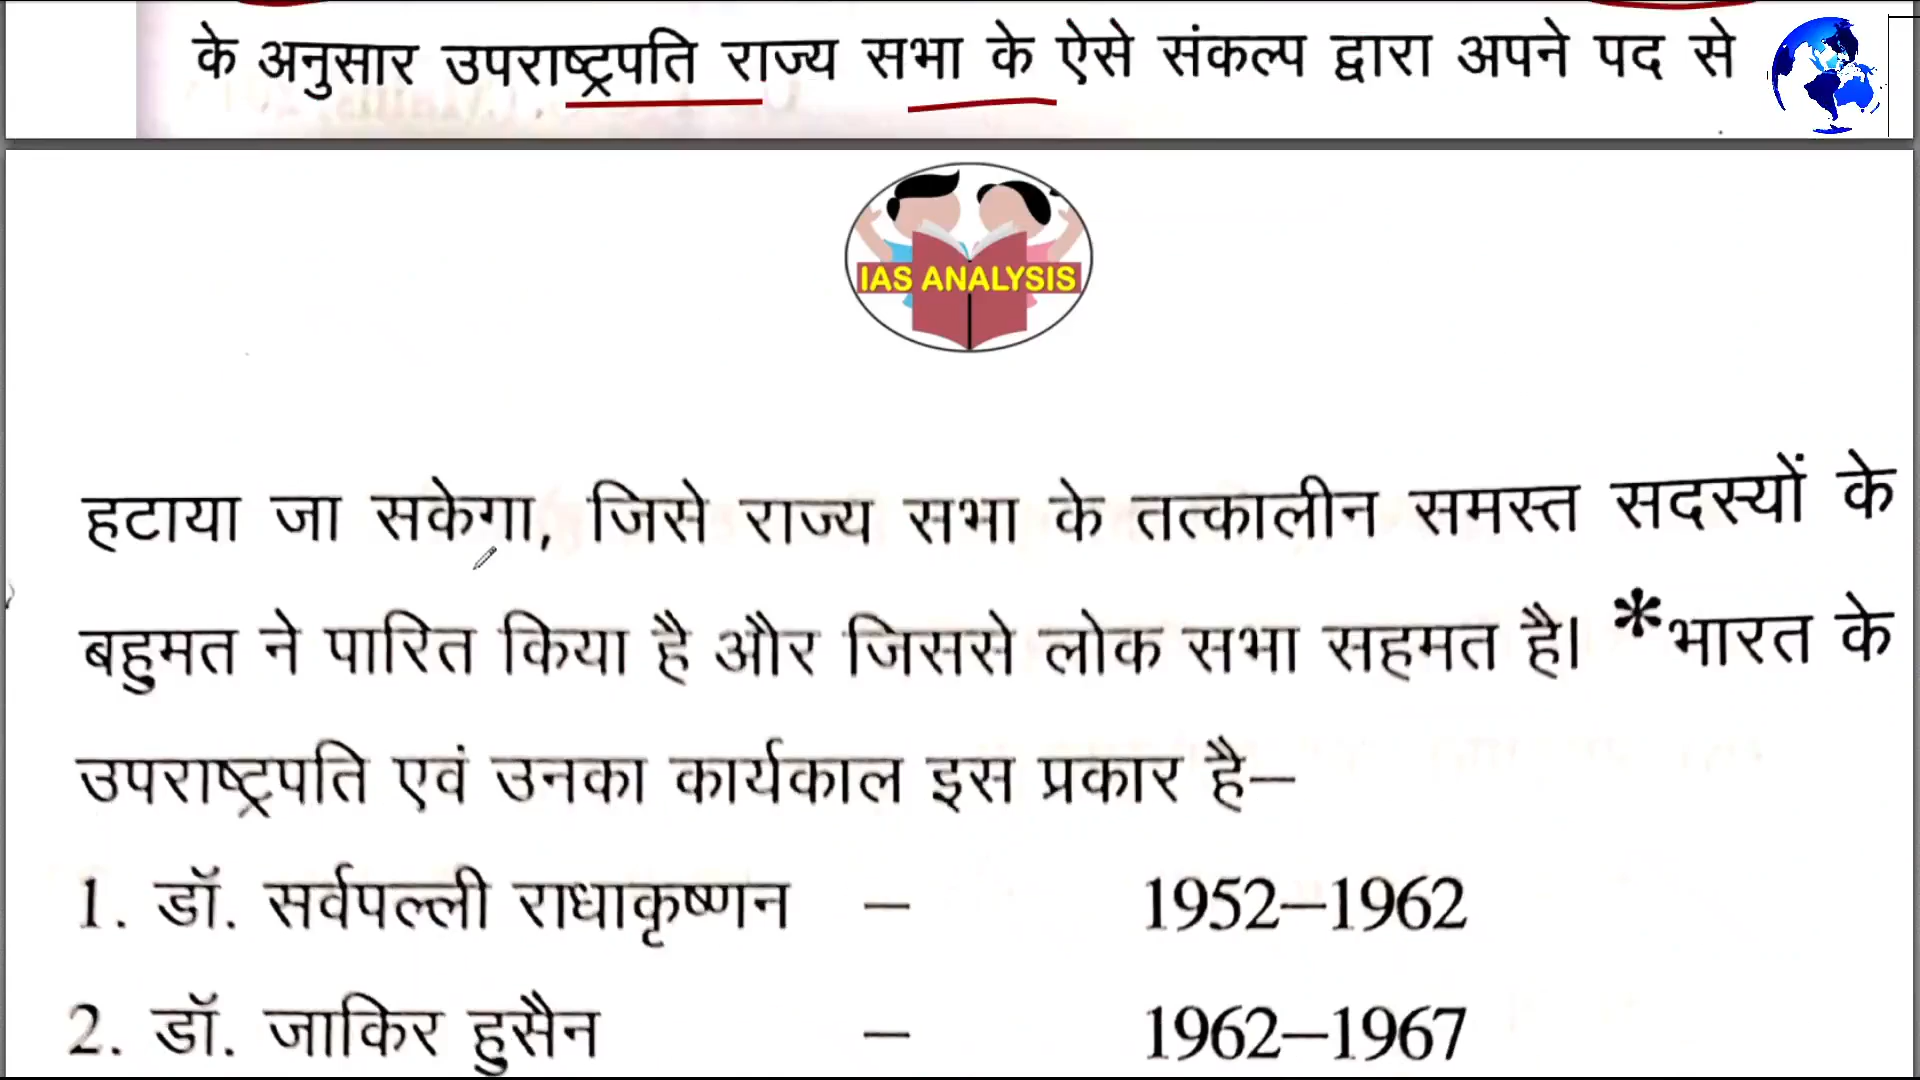 के अनुसार उपराष्ट्रपति राज्य सभा के ऐसे संकल्प द्वारा अपने पद से
IAS ANALYSIS
हटाया जा सकेगा, जिसे राज्य सभा के तत्कालीन समस्त सदस्यों के
बहुमत ने पारित किया है और जिससे लोक सभा सहमत है। *भारत के
उपराष्ट्रपति एवं उनका कार्यकाल इस प्रकार है–
1. डॉ. सर्वपल्ली राधाकृष्णन – 1952–1962
2. डॉ. जाकिर हुसैन – 1962–1967